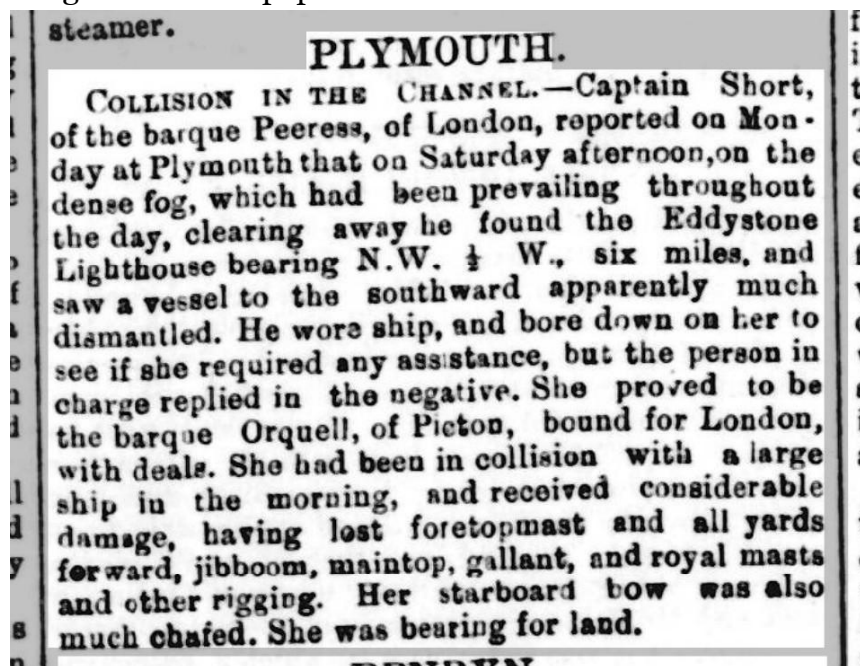 steamer.
PLYMOUTH.
COLLISION IN THE CHANNEL.—Captain Short,
of the barque Peeress, of London, reported on Mon-
day at Plymouth that on Saturday afternoon,on the
dense fog, which had been prevailing throughout
the day, clearing away he found the Eddystone
Lighthouse bearing N.W. ½ W., six miles, and
saw a vessel to the southward apparently much
dismantled. He wore ship, and bore down on her to
see if she required any assistance, but the person in
charge replied in the negative. She proved to be
the barque Orquell, of Picton, bound for London,
with deals. She had been in collision with a large
ship in the morning, and received considerable
damage, having lost foretopmast and all yards
forward, jibboom, maintop, gallant, and royal masts
and other rigging. Her starboard bow was also
much chafed. She was bearing for land.